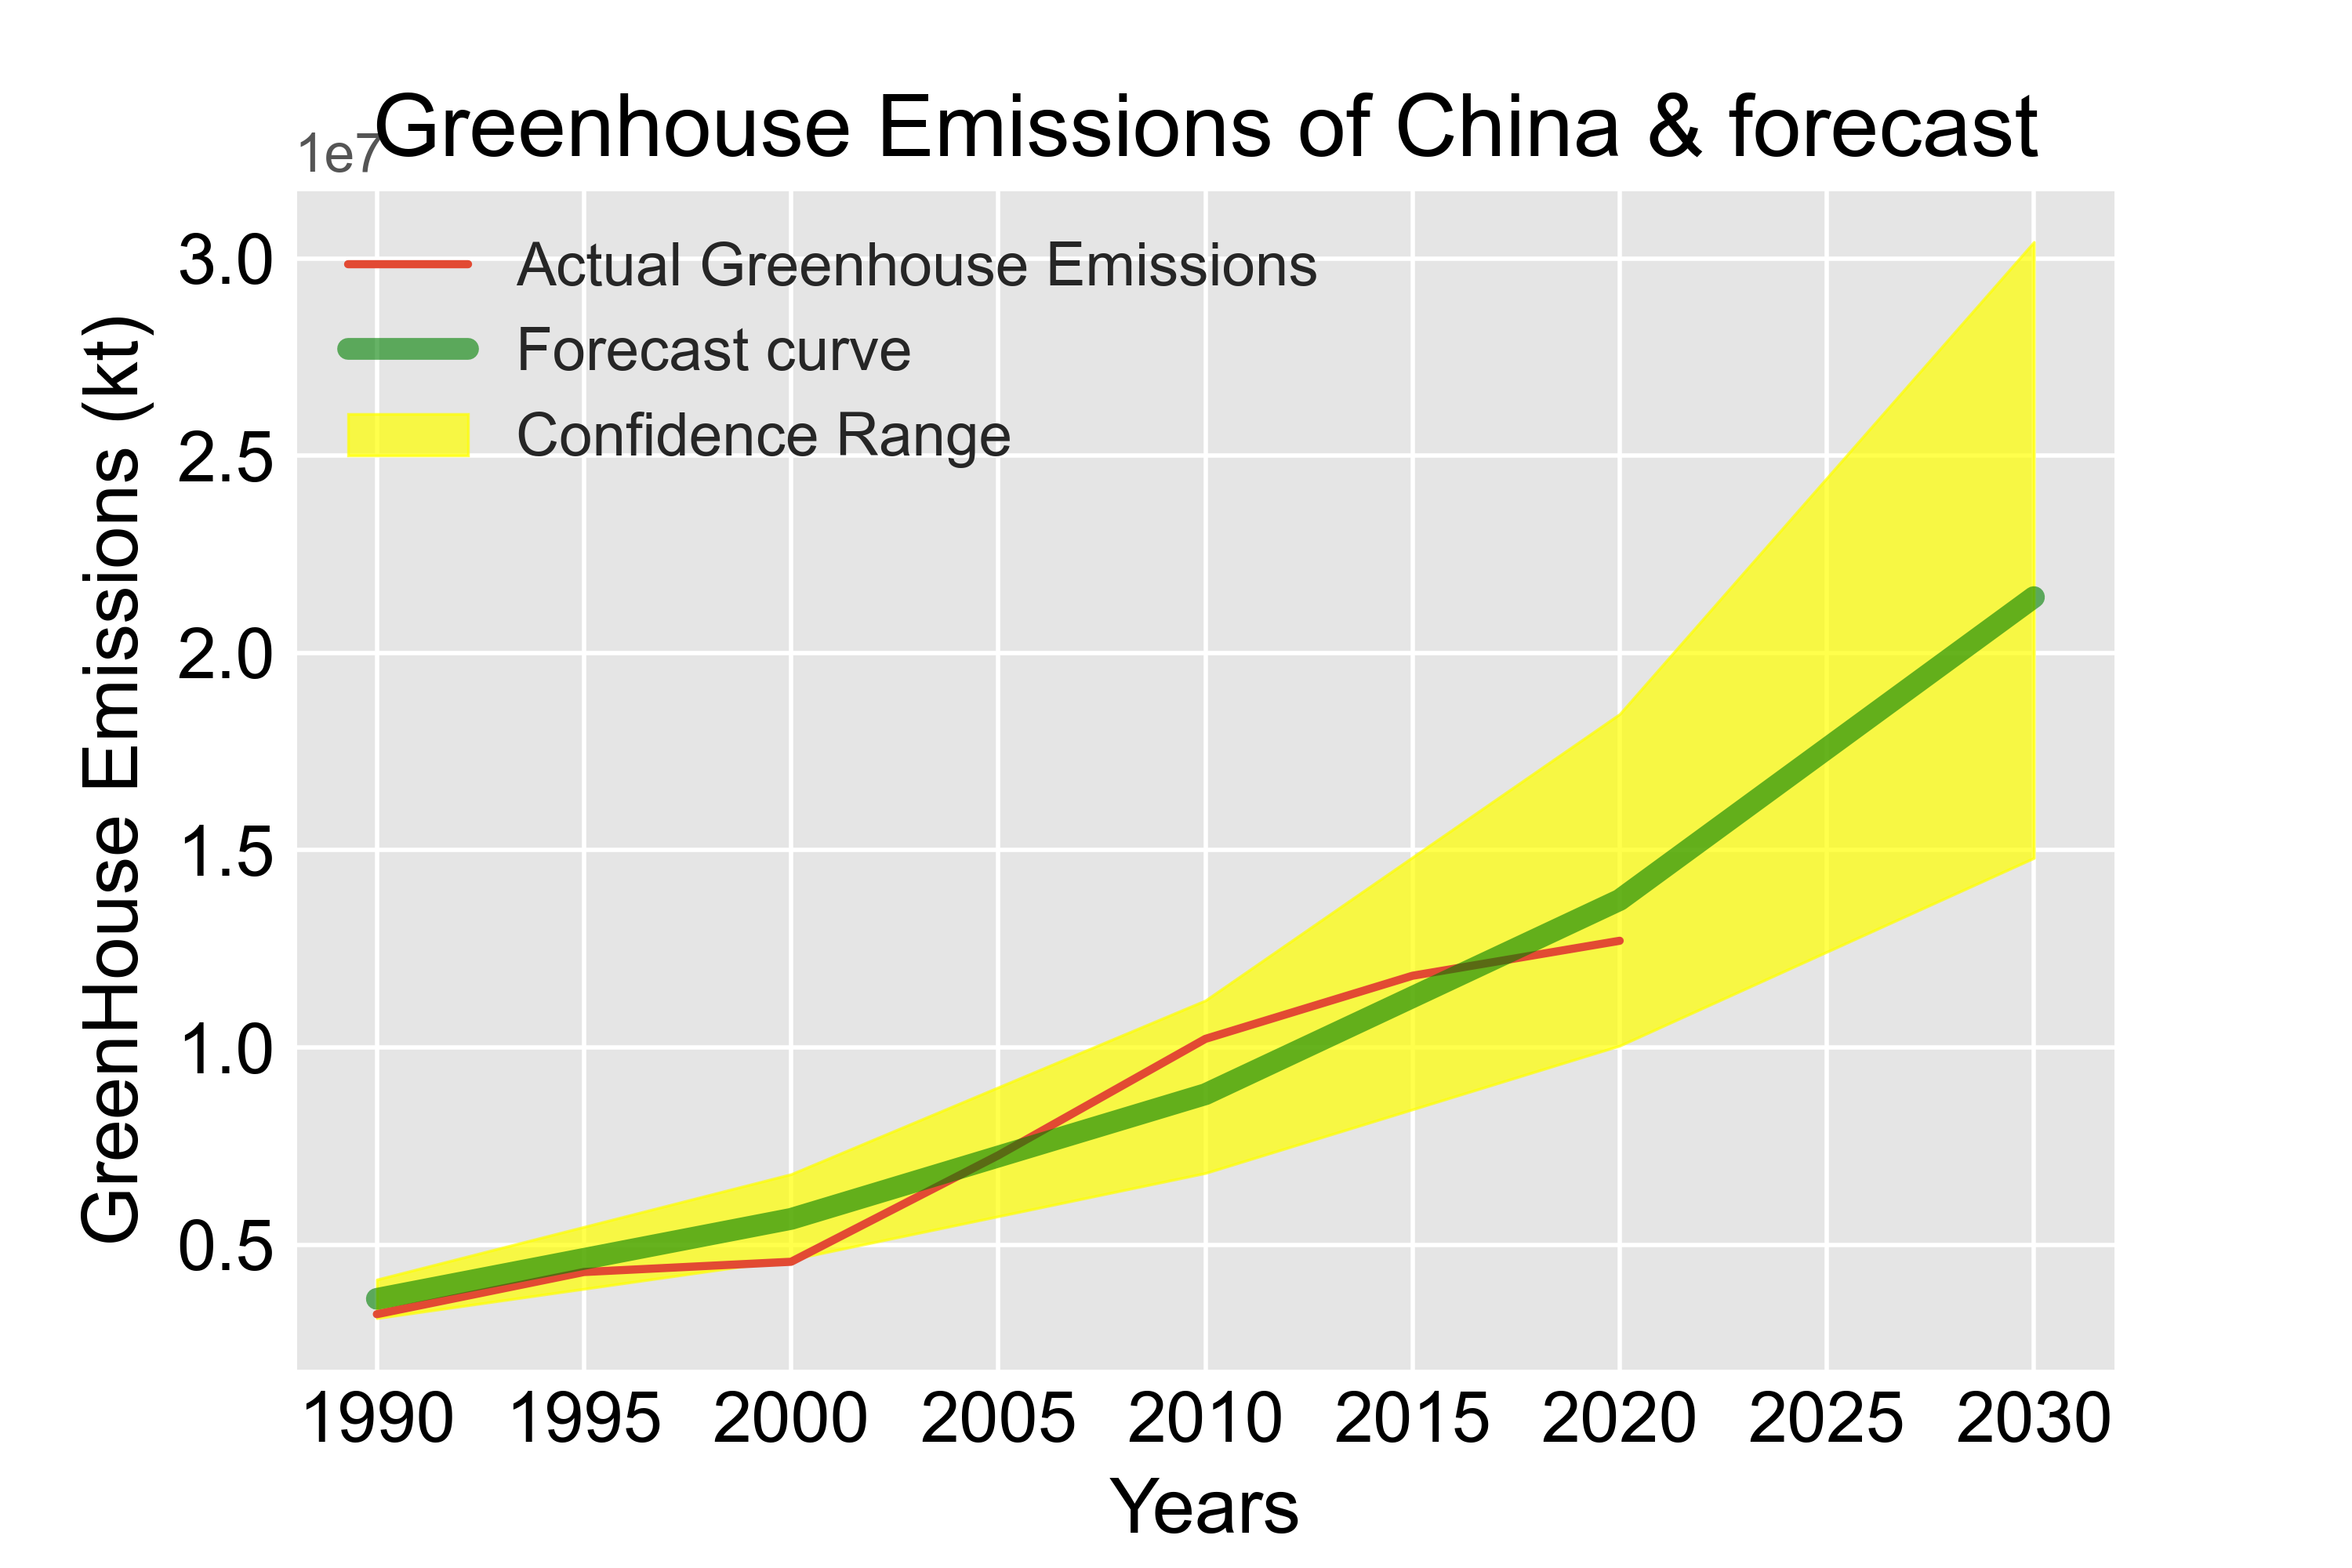 Greenhouse Emissions of China & forecast
1e7
Actual Greenhouse Emissions
Forecast curve
Confidence Range
GreenHouse Emissions (kt)
3.0
2.5
2.0
1.5
1.0
0.5
1990 1995 2000 2005 2010 2015 2020 2025 2030
Years